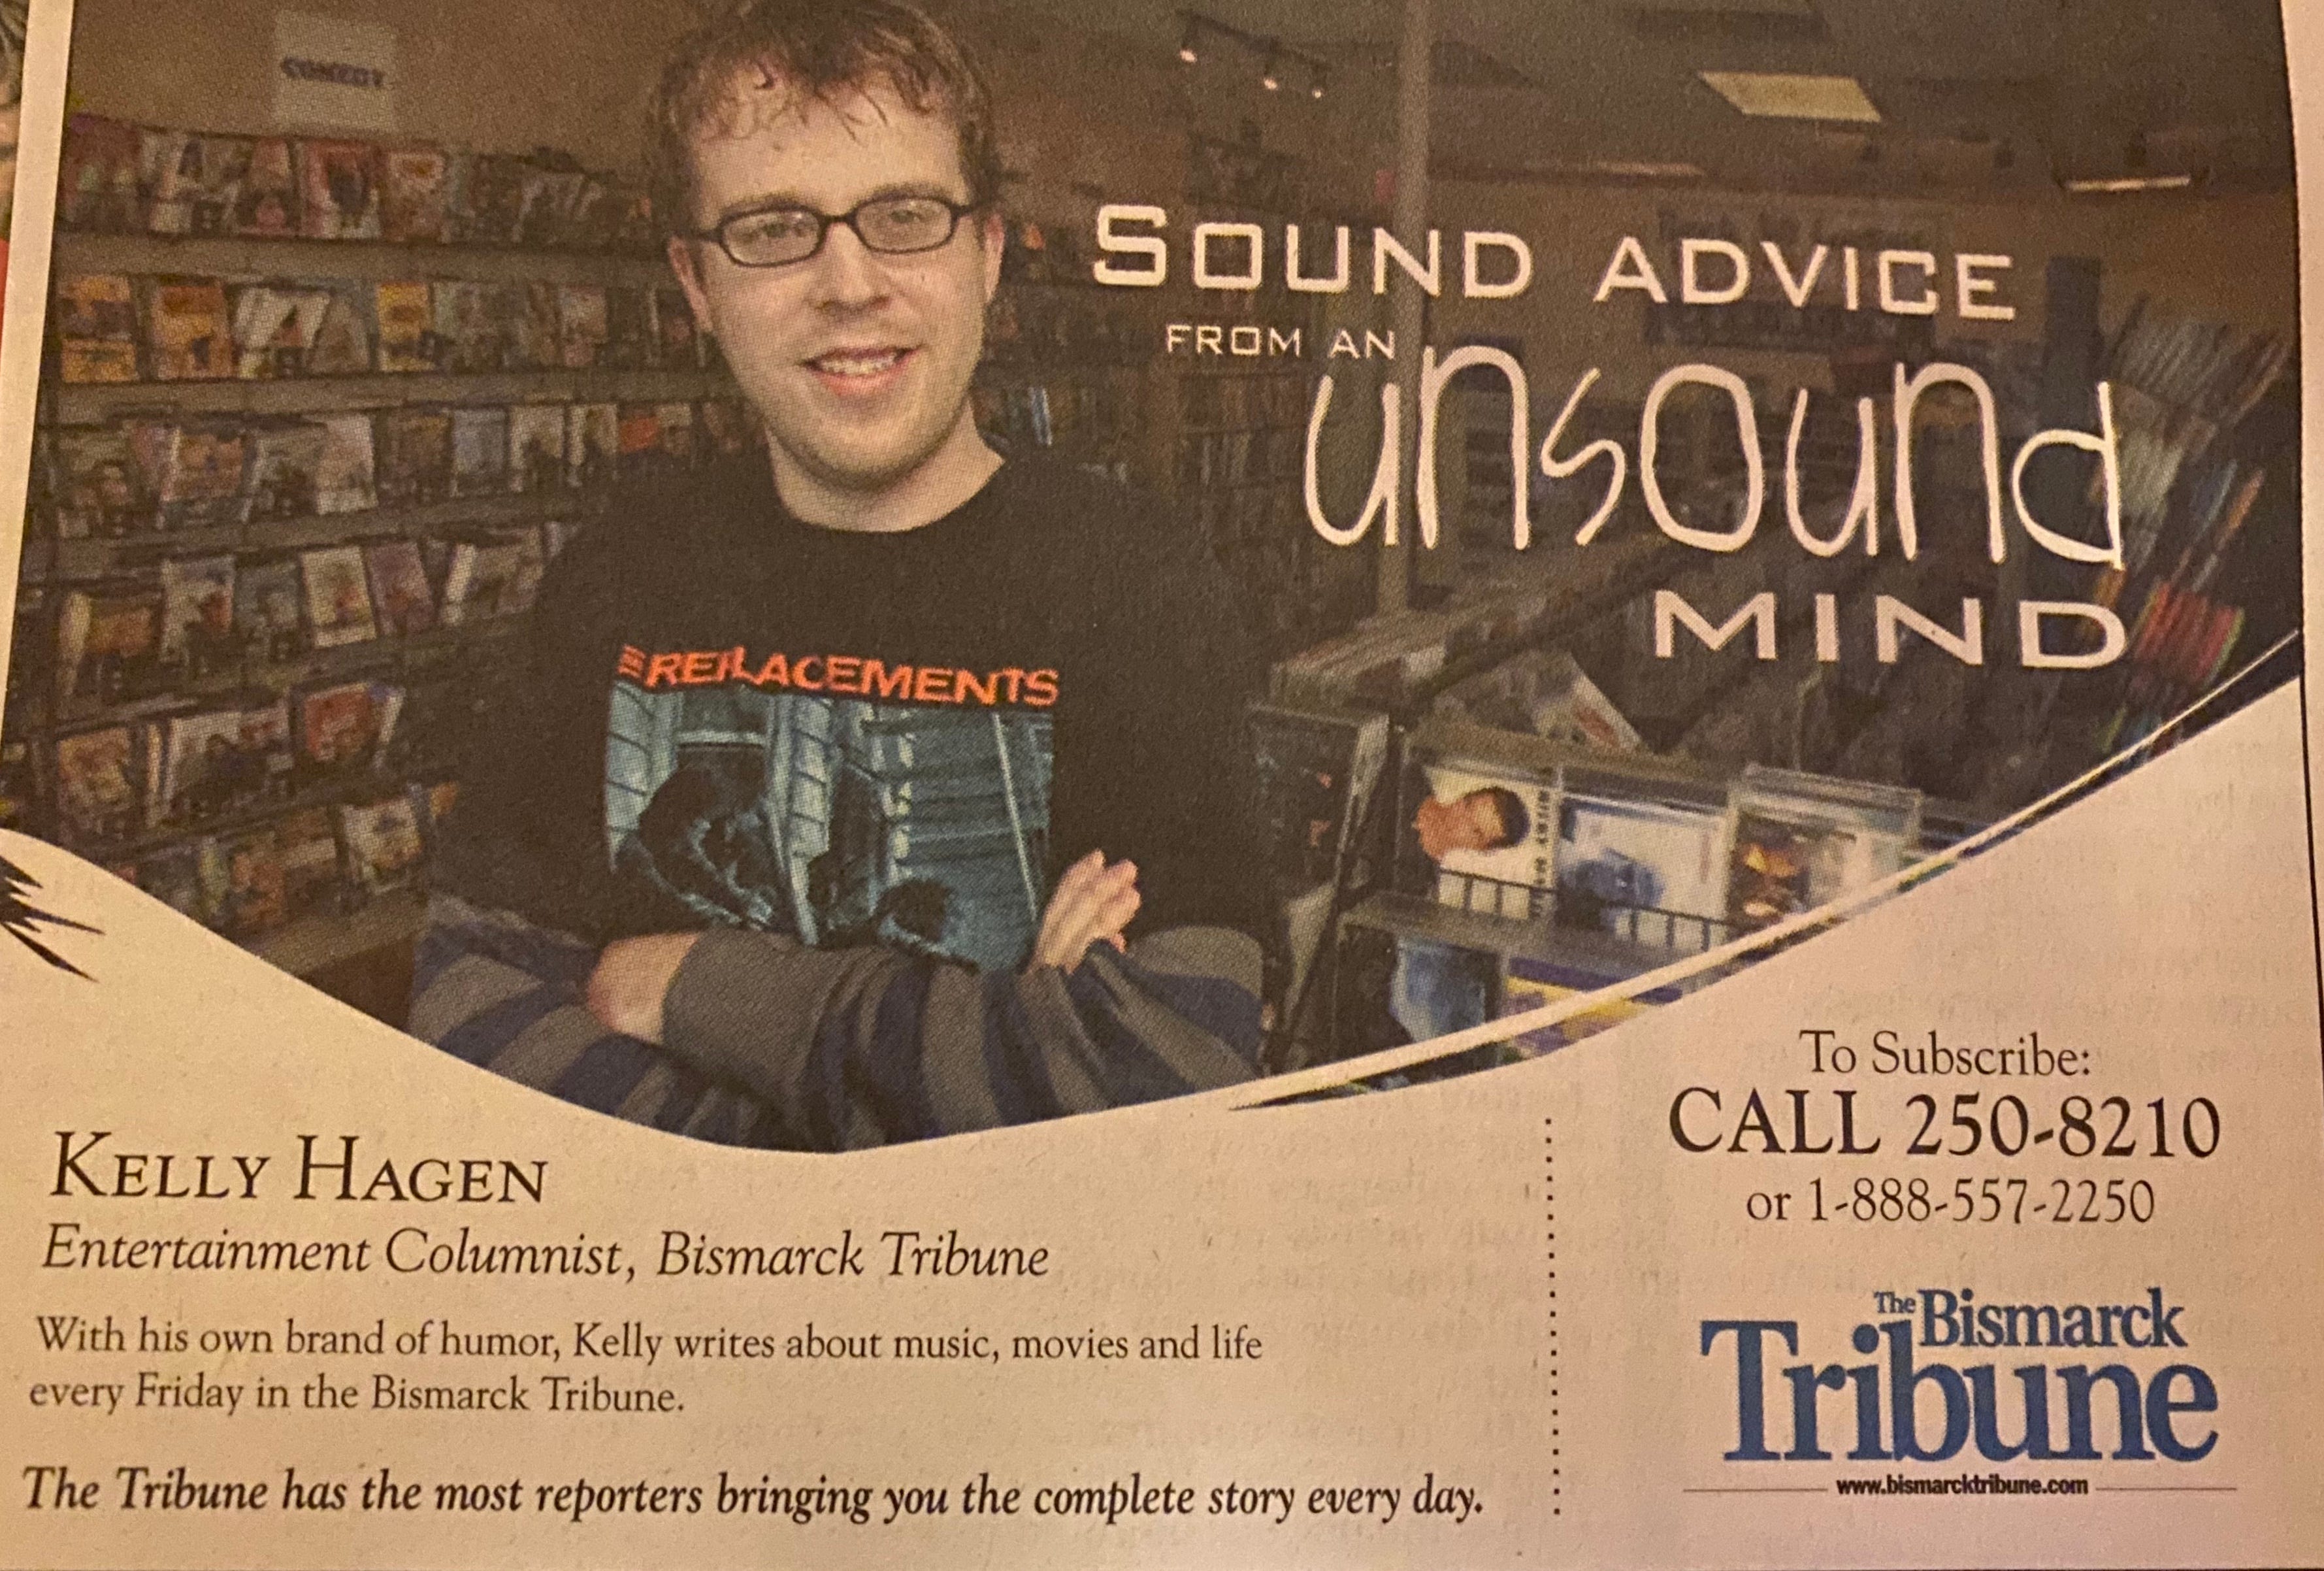 COMEDY
SOUND ADVICE
FROM AN
unsound
MIND
THE REPLACEMENTS
KELLY HAGEN
Entertainment Columnist, Bismarck Tribune
With his own brand of humor, Kelly writes about music, movies and life
every Friday in the Bismarck Tribune.
The Tribune has the most reporters bringing you the complete story every day.
To Subscribe:
CALL 250-8210
or 1-888-557-2250
The Bismarck
Tribune
www.bismarcktribune.com